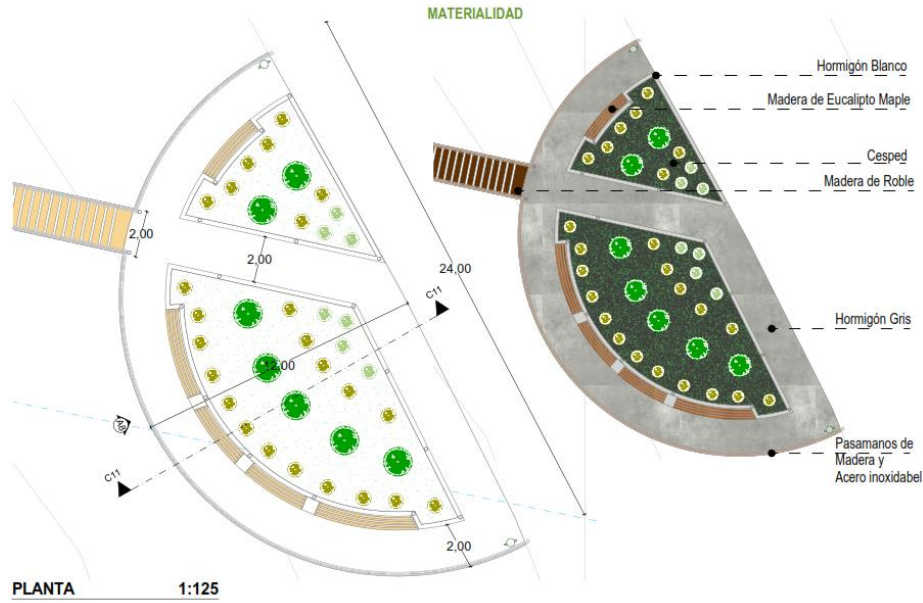 MATERIALIDAD
Hormigón Blanco
Madera de Eucalipto Maple
Cesped
Madera de Roble
2,00
2,00
24,00
C11
12,00
Hormigón Gris
A8
C11
Pasamanos de
Madera y
Acero inoxidabel
2,00
PLANTA 1:125